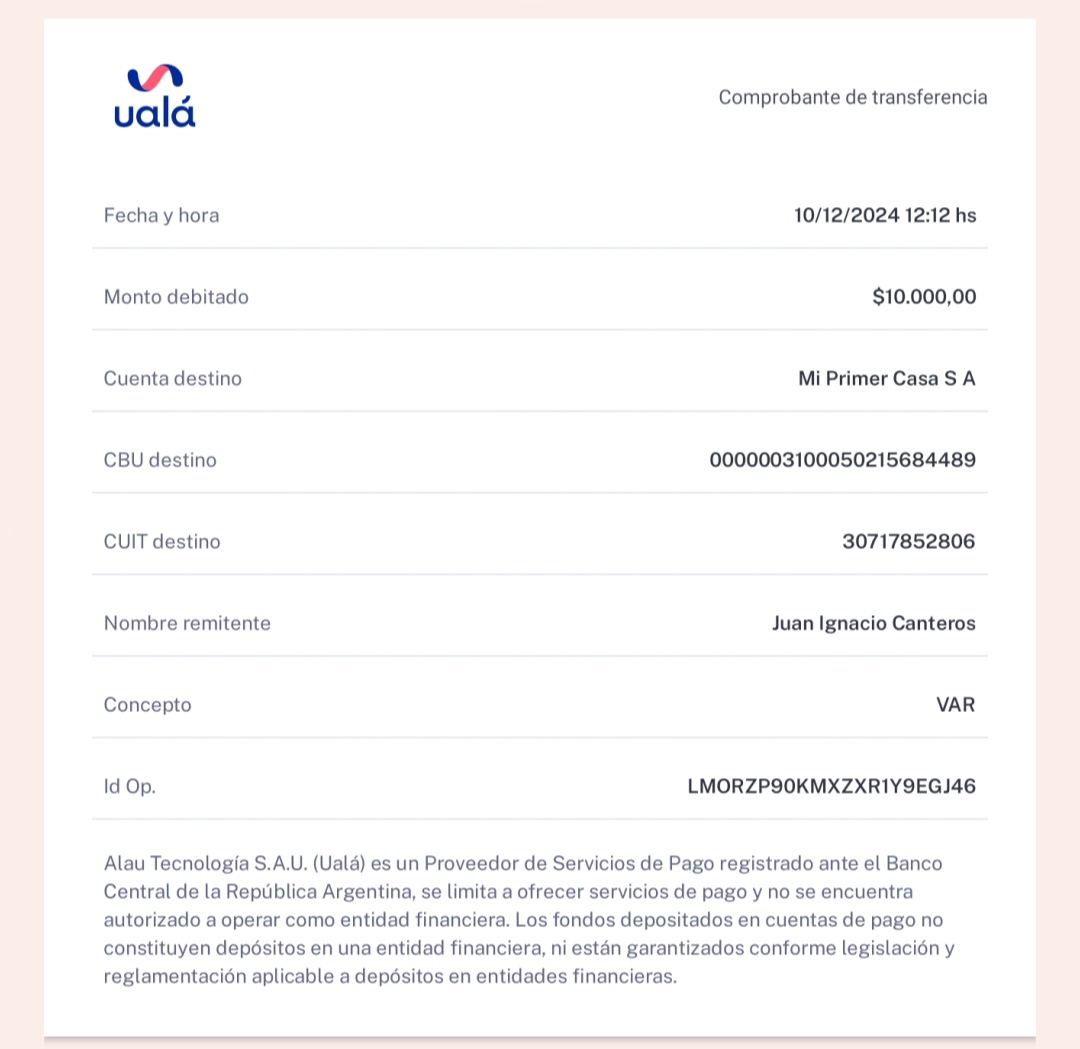 ualá
Comprobante de transferencia
Fecha y hora 10/12/2024 12:12 hs
Monto debitado $10.000,00
Cuenta destino Mi Primer Casa S A
CBU destino 0000003100050215684489
CUIT destino 30717852806
Nombre remitente Juan Ignacio Canteros
Concepto VAR
Id Op. LMORZP90KMXZXR1Y9EGJ46
Alau Tecnología S.A.U. (Ualá) es un Proveedor de Servicios de Pago registrado ante el Banco
Central de la República Argentina, se limita a ofrecer servicios de pago y no se encuentra
autorizado a operar como entidad financiera. Los fondos depositados en cuentas de pago no
constituyen depósitos en una entidad financiera, ni están garantizados conforme legislación y
reglamentación aplicable a depósitos en entidades financieras.